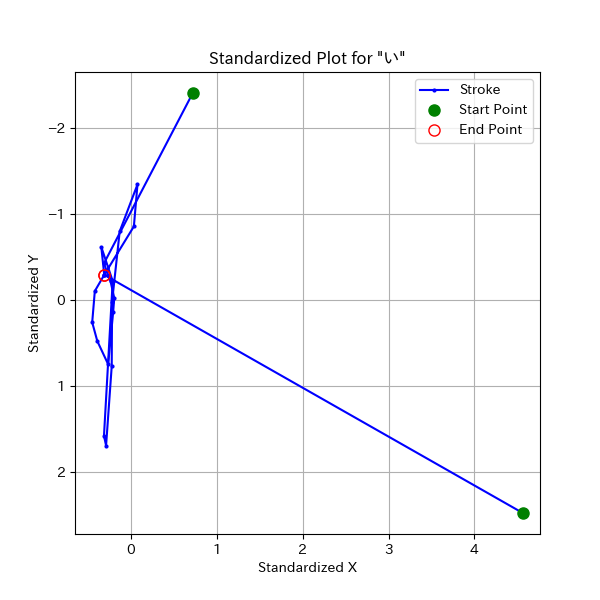 Standardized Plot for "い"
Stroke
Start Point
End Point
Standardized Y
−2
−1
0
1
2
0 1 2 3 4
Standardized X